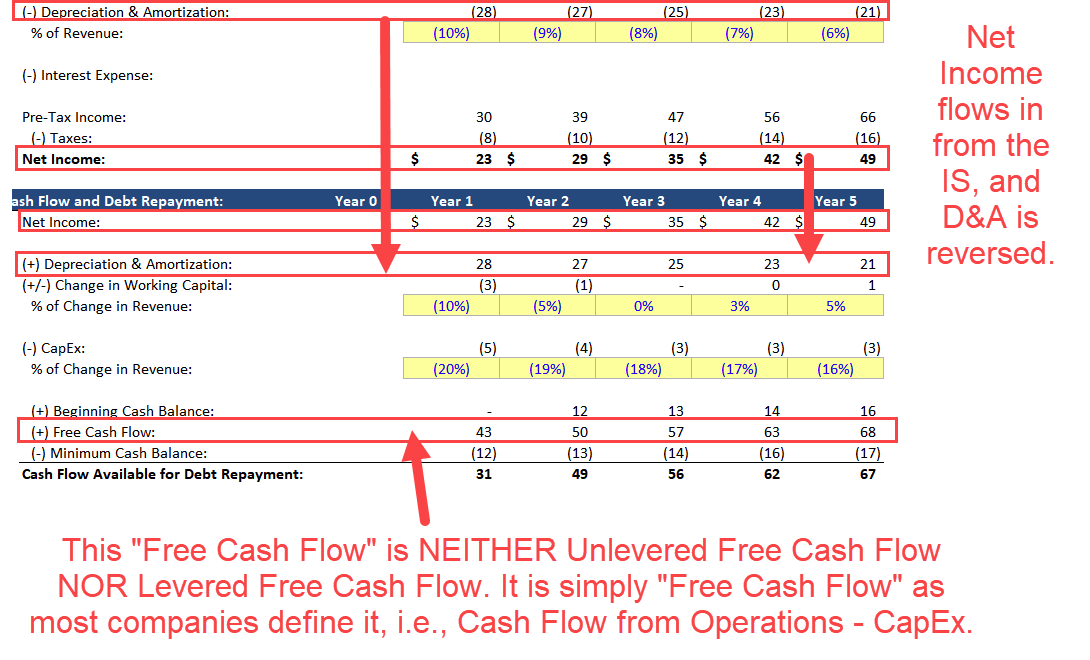 (-) Depreciation & Amortization: (28) (27) (25) (23) (21)
% of Revenue: (10%) (9%) (8%) (7%) (6%)
(-) Interest Expense:
Pre-Tax Income: 30 39 47 56 66
(-) Taxes: (8) (10) (12) (14) (16)
Net Income: $ 23 $ 29 $ 35 $ 42 $ 49
ash Flow and Debt Repayment: Year 0 Year 1 Year 2 Year 3 Year 4 Year 5
Net Income: $ 23 $ 29 $ 35 $ 42 $ 49
(+) Depreciation & Amortization: 28 27 25 23 21
(+/-) Change in Working Capital: (3) (1) - 0 1
% of Change in Revenue: (10%) (5%) 0% 3% 5%
(-) CapEx: (5) (4) (3) (3) (3)
% of Change in Revenue: (20%) (19%) (18%) (17%) (16%)
(+) Beginning Cash Balance: - 12 13 14 16
(+) Free Cash Flow: 43 50 57 63 68
(-) Minimum Cash Balance: (12) (13) (14) (16) (17)
Cash Flow Available for Debt Repayment: 31 49 56 62 67
Net
Income
flows in
from the
IS, and
D&A is
reversed.
This "Free Cash Flow" is NEITHER Unlevered Free Cash Flow
NOR Levered Free Cash Flow. It is simply "Free Cash Flow" as
most companies define it, i.e., Cash Flow from Operations - CapEx.